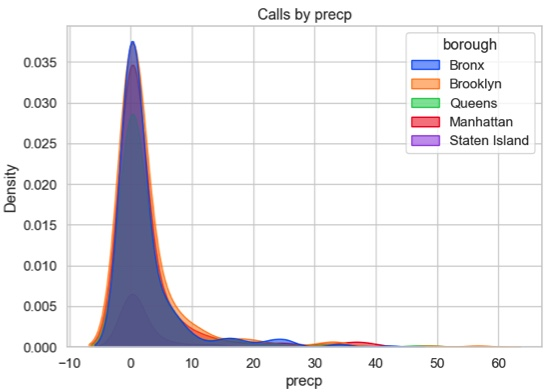 Calls by precp
borough
Bronx
Brooklyn
Queens
Manhattan
Staten Island
Density
0.035
0.030
0.025
0.020
0.015
0.010
0.005
0.000
−10 0 10 20 30 40 50 60
precp